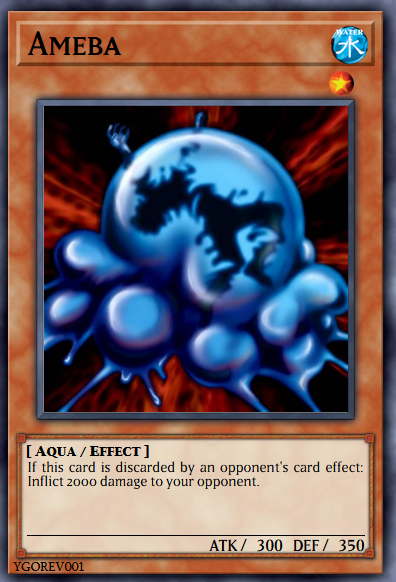 Ameba
WATER
水
[ Aqua / Effect ]
If this card is discarded by an opponent's card effect:
Inflict 2000 damage to your opponent.
ATK / 300 DEF / 350
YGOREV001